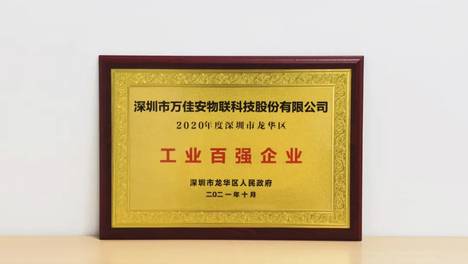 深圳市万佳安物联科技股份有限公司
2020年度深圳市龙华区
工业百强企业
深圳市龙华区人民政府
二〇二一年十月